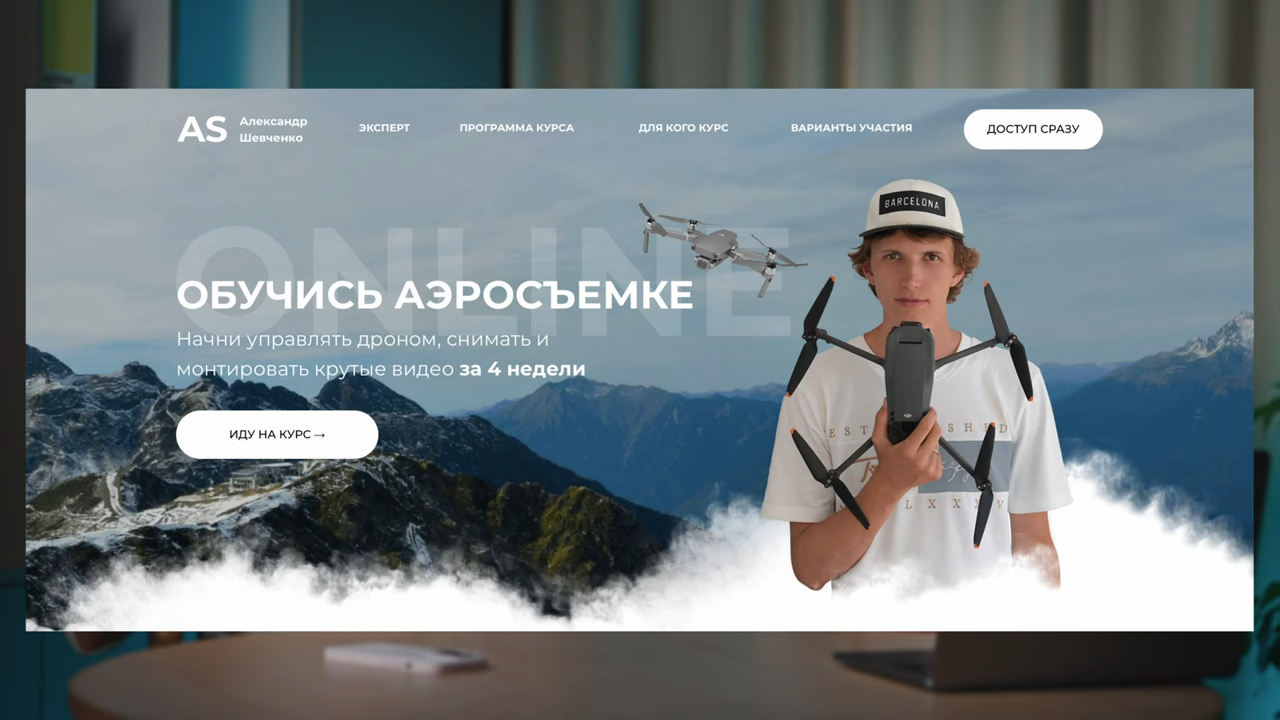 AS
Александр
Шевченко
ЭКСПЕРТ
ПРОГРАММА КУРСА
ДЛЯ КОГО КУРС
ВАРИАНТЫ УЧАСТИЯ
ДОСТУП СРАЗУ
BARCELONA
ONLINE
ОБУЧИСЬ АЭРОСЪЕМКЕ
Начни управлять дроном, снимать и
монтировать крутые видео за 4 недели
ИДУ НА КУРС →
dji